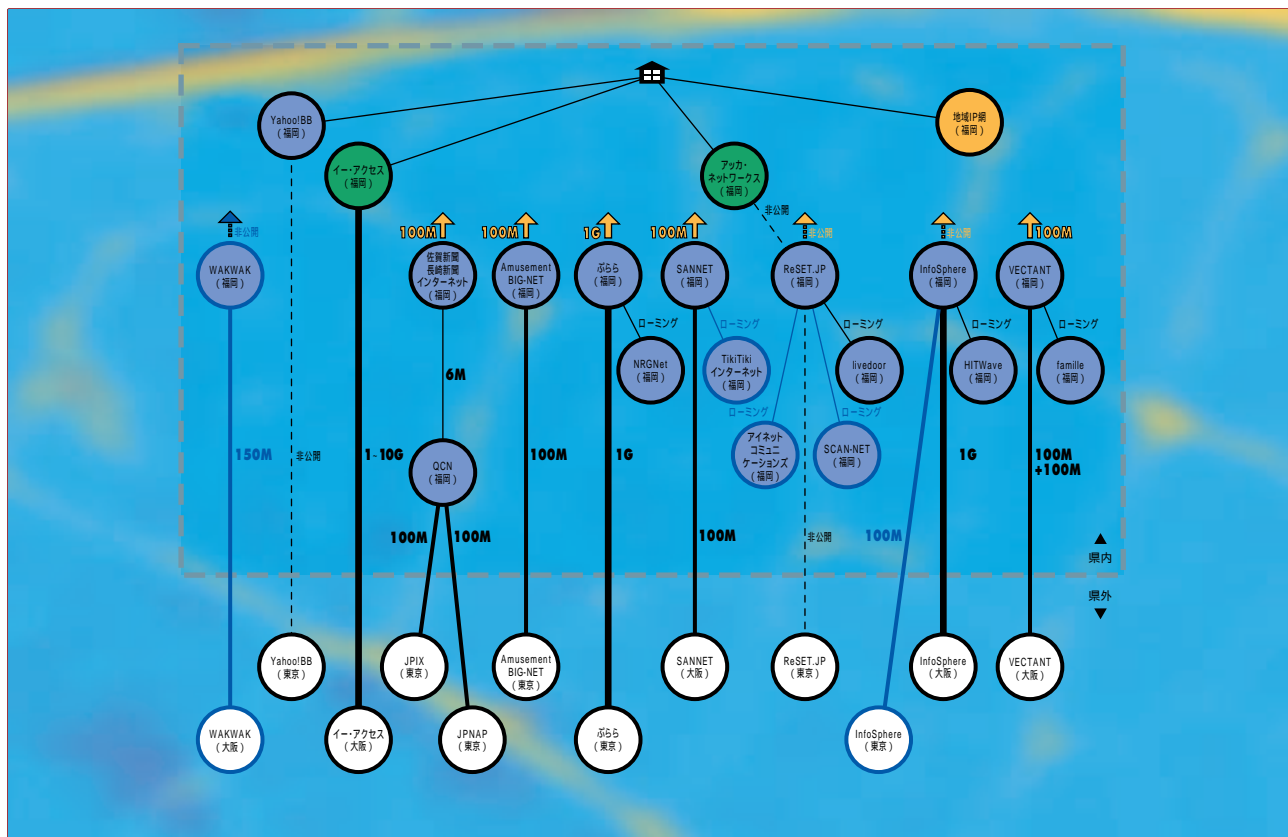 Yahoo!BB
(福岡)
地域IP網
(福岡)
イー・アクセス
(福岡)
アッカ・
ネットワークス
(福岡)
非公開
非公開
100M
100M
1G
100M
非公開
非公開
100M
WAKWAK
(福岡)
佐賀新聞
長崎新聞
インターネット
(福岡)
Amusement
BIG-NET
(福岡)
ぷらら
(福岡)
SANNET
(福岡)
ReSET.JP
(福岡)
InfoSphere
(福岡)
VECTANT
(福岡)
ローミング
ローミング
ローミング
ローミング
ローミング
NRGNet
(福岡)
TikiTiki
インターネット
(福岡)
livedoor
(福岡)
HITWave
(福岡)
famille
(福岡)
6M
ローミング
ローミング
アイネット
コミュニ
ケーションズ
(福岡)
SCAN-NET
(福岡)
QCN
(福岡)
150M
非公開
1~10G
100M
1G
1G
100M
+100M
100M
100M
100M
非公開
100M
▲
県内
県外
▼
Yahoo!BB
(東京)
JPIX
(東京)
Amusement
BIG-NET
(東京)
SANNET
(大阪)
ReSET.JP
(東京)
InfoSphere
(大阪)
VECTANT
(大阪)
WAKWAK
(大阪)
イー・アクセス
(大阪)
JPNAP
(東京)
ぷらら
(東京)
InfoSphere
(東京)